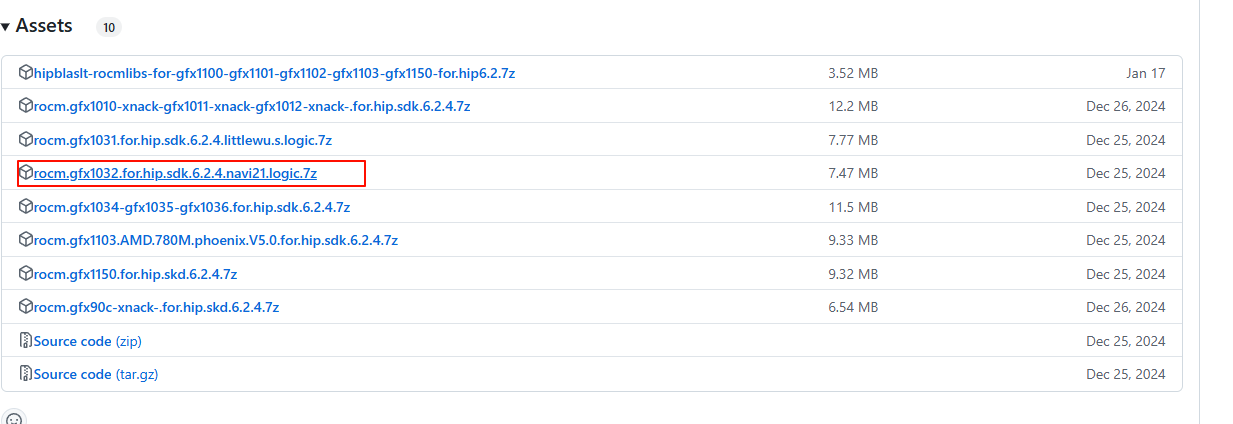 Assets 10
hipblaslt-rocmlibs-for-gfx1100-gfx1101-gfx1102-gfx1103-gfx1150-for.hip6.2.7z 3.52 MB Jan 17
rocm.gfx1010-xnack-gfx1011-xnack-gfx1012-xnack-.for.hip.sdk.6.2.4.7z 12.2 MB Dec 26, 2024
rocm.gfx1031.for.hip.sdk.6.2.4.littlewu.s.logic.7z 7.77 MB Dec 25, 2024
rocm.gfx1032.for.hip.sdk.6.2.4.navi21.logic.7z 7.47 MB Dec 25, 2024
rocm.gfx1034-gfx1035-gfx1036.for.hip.sdk.6.2.4.7z 11.5 MB Dec 25, 2024
rocm.gfx1103.AMD.780M.phoenix.V5.0.for.hip.sdk.6.2.4.7z 9.33 MB Dec 25, 2024
rocm.gfx1150.for.hip.skd.6.2.4.7z 9.32 MB Dec 25, 2024
rocm.gfx90c-xnack-.for.hip.skd.6.2.4.7z 6.54 MB Dec 26, 2024
Source code (zip) Dec 25, 2024
Source code (tar.gz) Dec 25, 2024